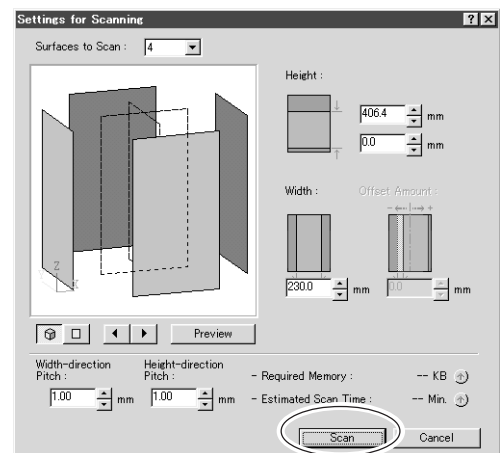 Settings for Scanning
Surfaces to Scan : 4
Height :
406.4 mm
0.0 mm
Width :
Offset Amount :
230.0 mm
0.0 mm
Z
Preview
Width-direction Pitch :
Height-direction Pitch :
1.00 mm
1.00 mm
- Required Memory : -- KB
- Estimated Scan Time : -- Min.
Scan
Cancel